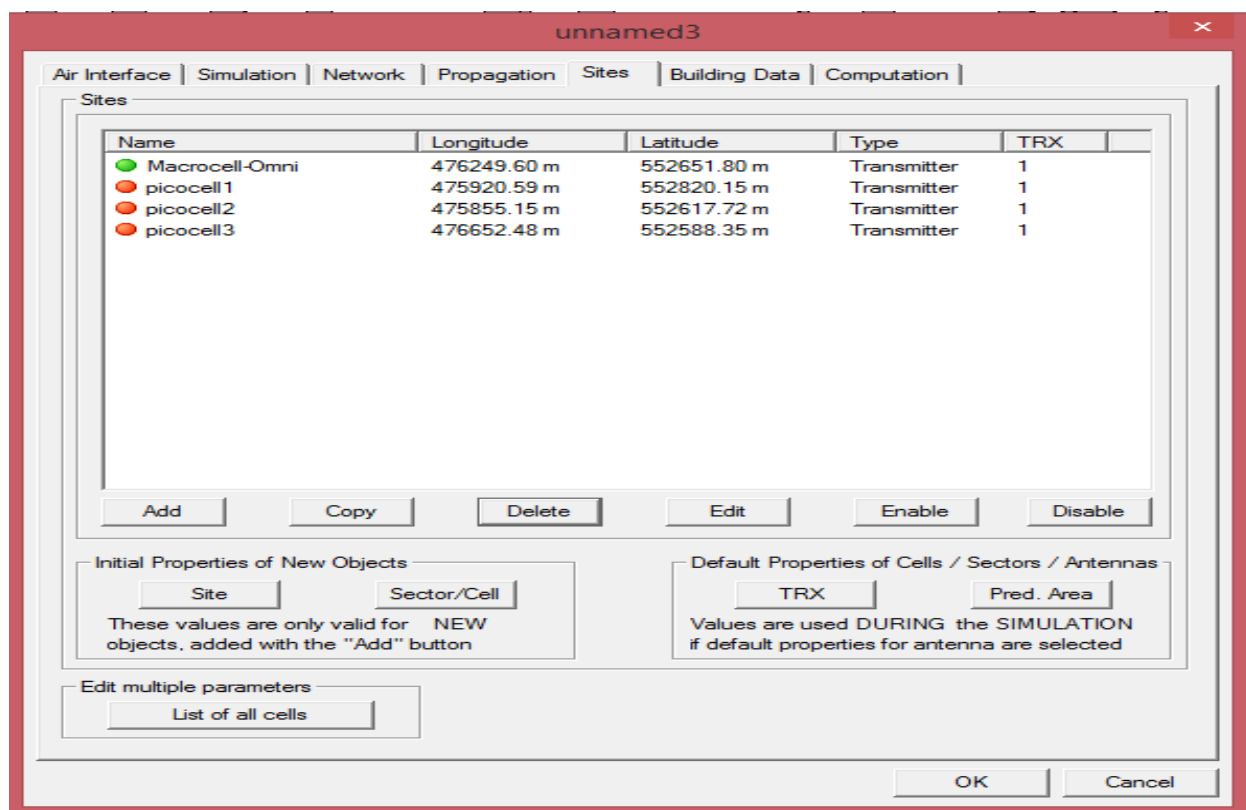 unnamed3
Air Interface Simulation Network Propagation Sites Building Data Computation
Sites
Name Longitude Latitude Type TRX
Macrocell-Omni 476249.60 m 552651.80 m Transmitter 1
picocell1 475920.59 m 552820.15 m Transmitter 1
picocell2 475855.15 m 552617.72 m Transmitter 1
picocell3 476652.48 m 552588.35 m Transmitter 1
Add Copy Delete Edit Enable Disable
Initial Properties of New Objects
Site Sector/Cell
These values are only valid for NEW
objects, added with the "Add" button
Default Properties of Cells / Sectors / Antennas
TRX Pred. Area
Values are used DURING the SIMULATION
if default properties for antenna are selected
Edit multiple parameters
List of all cells
OK Cancel